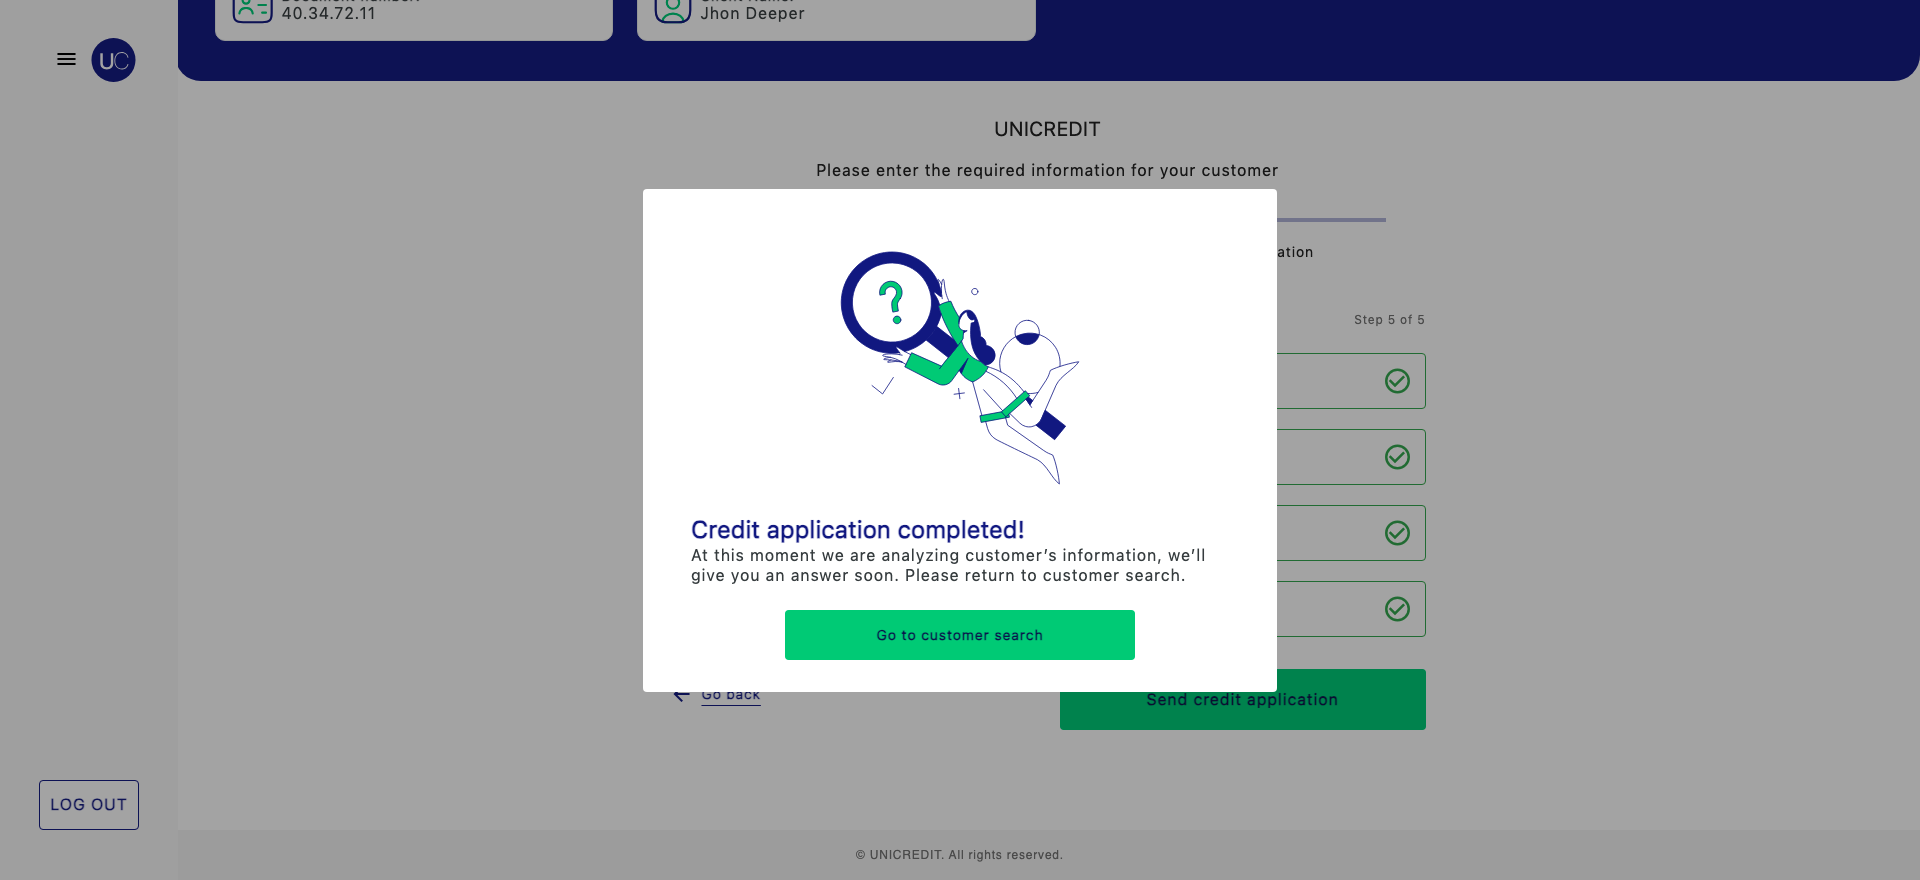 40.34.72.11
Jhon Deeper
UC
UNICREDIT
Please enter the required information for your customer
ation
?
Step 5 of 5
Credit application completed!
At this moment we are analyzing customer’s information, we’ll
give you an answer soon. Please return to customer search.
Go to customer search
Go back
Send credit application
LOG OUT
© UNICREDIT. All rights reserved.